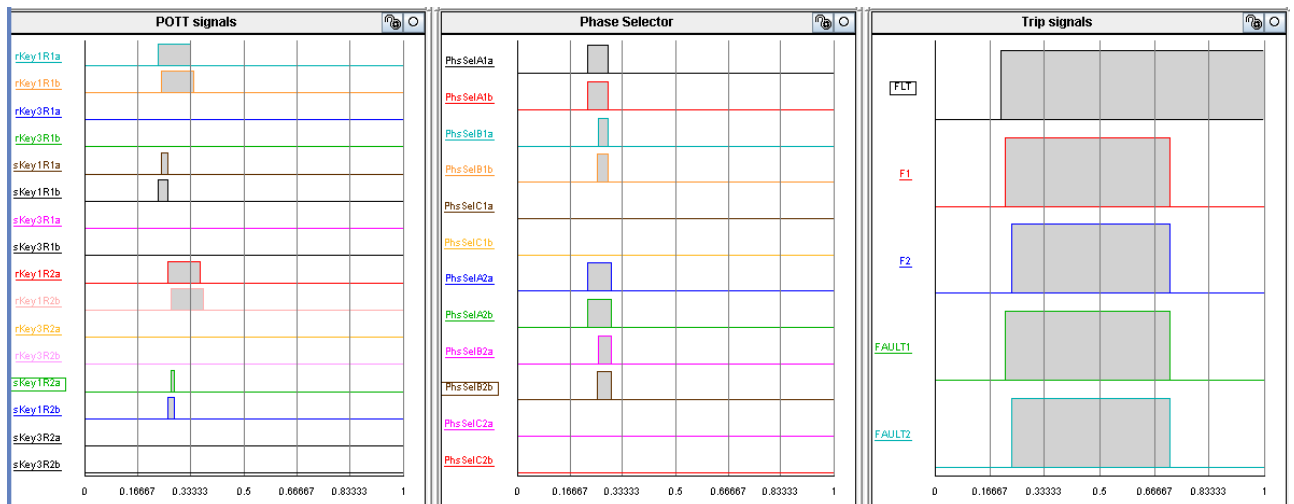 POTT signals
rKey1R1a
rKey1R1b
rKey3R1a
rKey3R1b
sKey1R1a
sKey1R1b
sKey3R1a
sKey3R1b
rKey1R2a
rKey1R2b
rKey3R2a
rKey3R2b
sKey1R2a
sKey1R2b
sKey3R2a
sKey3R2b
0 0.16667 0.33333 0.5 0.66667 0.83333 1
Phase Selector
PhsSelA1a
PhsSelA1b
PhsSelB1a
PhsSelB1b
PhsSelC1a
PhsSelC1b
PhsSelA2a
PhsSelA2b
PhsSelB2a
PhsSelB2b
PhsSelC2a
PhsSelC2b
0 0.16667 0.33333 0.5 0.66667 0.83333 1
Trip signals
FLT
F1
F2
FAULT1
FAULT2
0 0.16667 0.33333 0.5 0.66667 0.83333 1